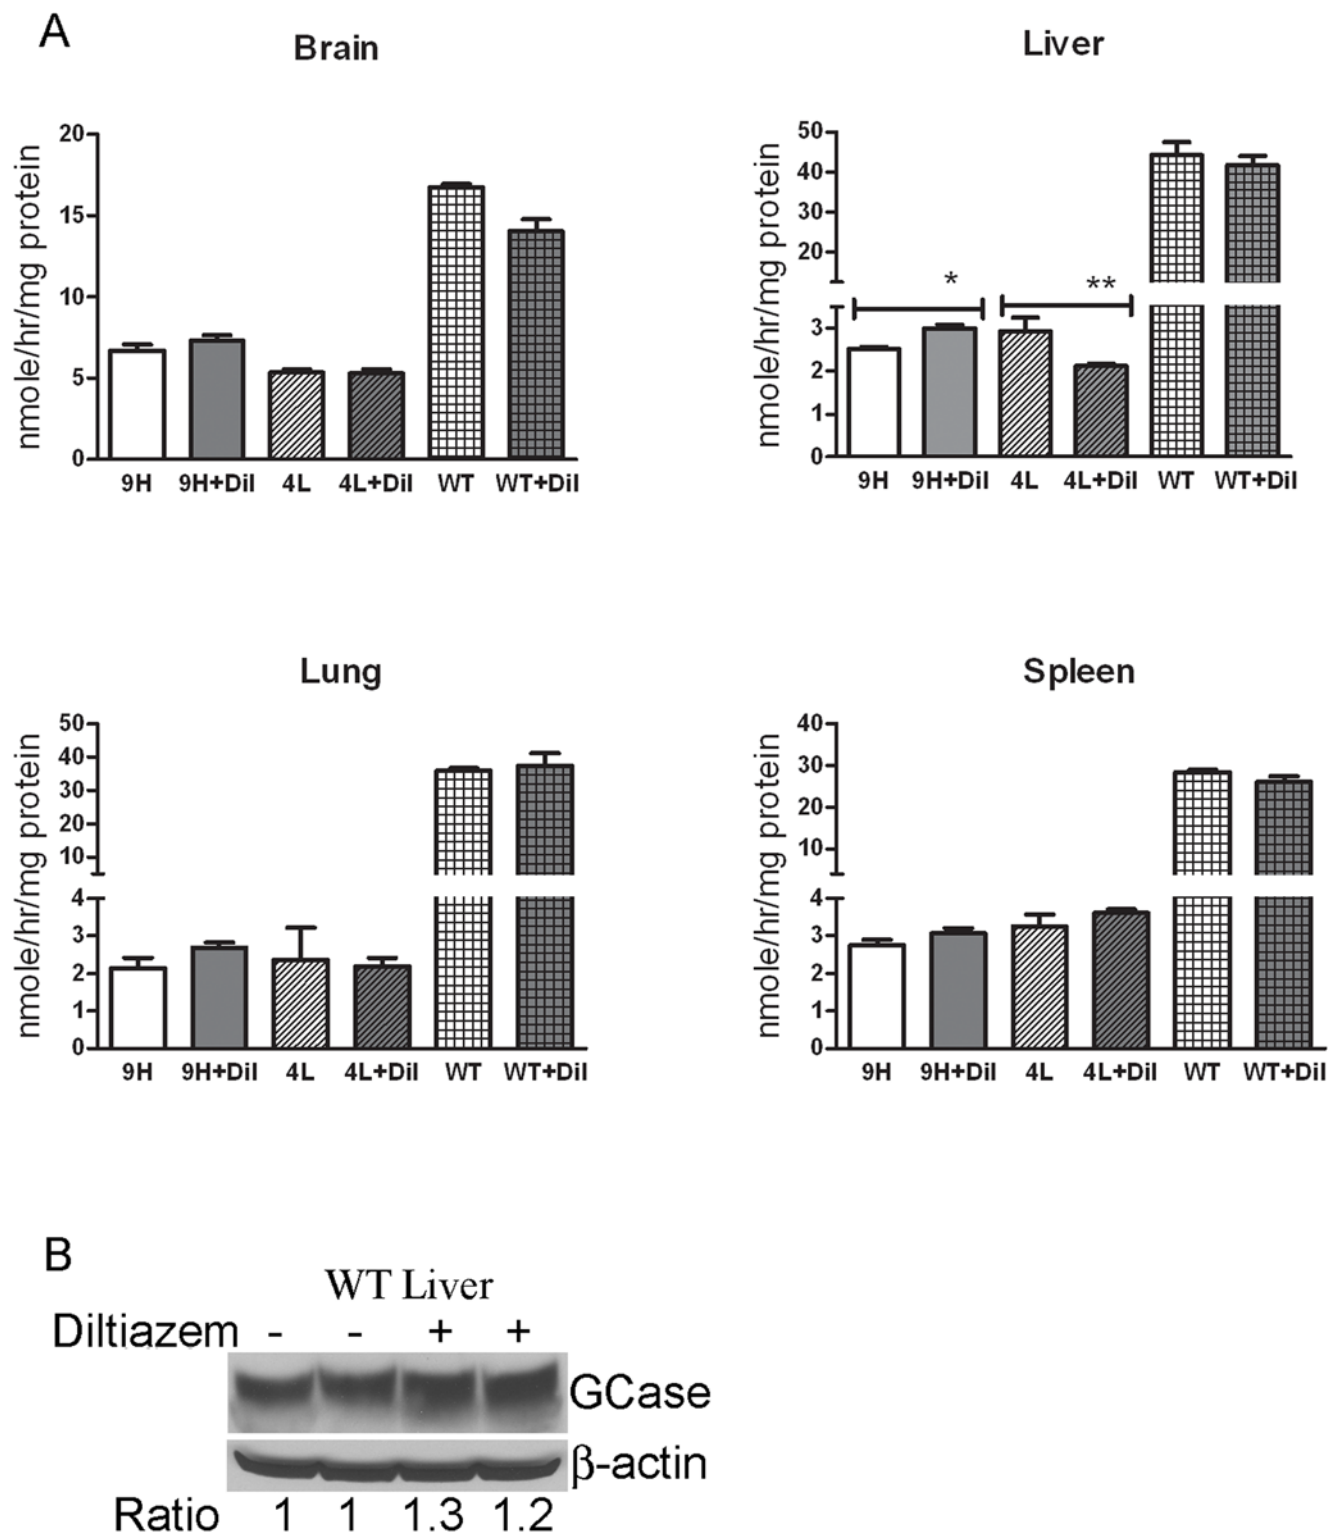 A
Brain
nmole/hr/mg protein
20
15
10
5
0
9H 9H+Dil 4L 4L+Dil WT WT+Dil
Liver
nmole/hr/mg protein
50
40
30
20
3
2
1
0
* **
9H 9H+Dil 4L 4L+Dil WT WT+Dil
Lung
nmole/hr/mg protein
50
40
30
20
10
4
3
2
1
0
9H 9H+Dil 4L 4L+Dil WT WT+Dil
Spleen
nmole/hr/mg protein
40
30
20
10
4
3
2
1
0
9H 9H+Dil 4L 4L+Dil WT WT+Dil
B
WT Liver
Diltiazem - - + +
GCase
β-actin
Ratio 1 1 1.3 1.2